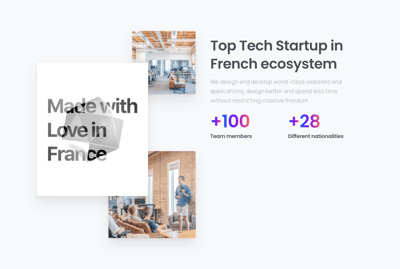 Made with
Love in
France
Top Tech Startup in
French ecosystem
We design and develop world-class websites and
applications, design better and spend less time
without restricting creative freedom.
+100
Team members
+28
Different nationalities